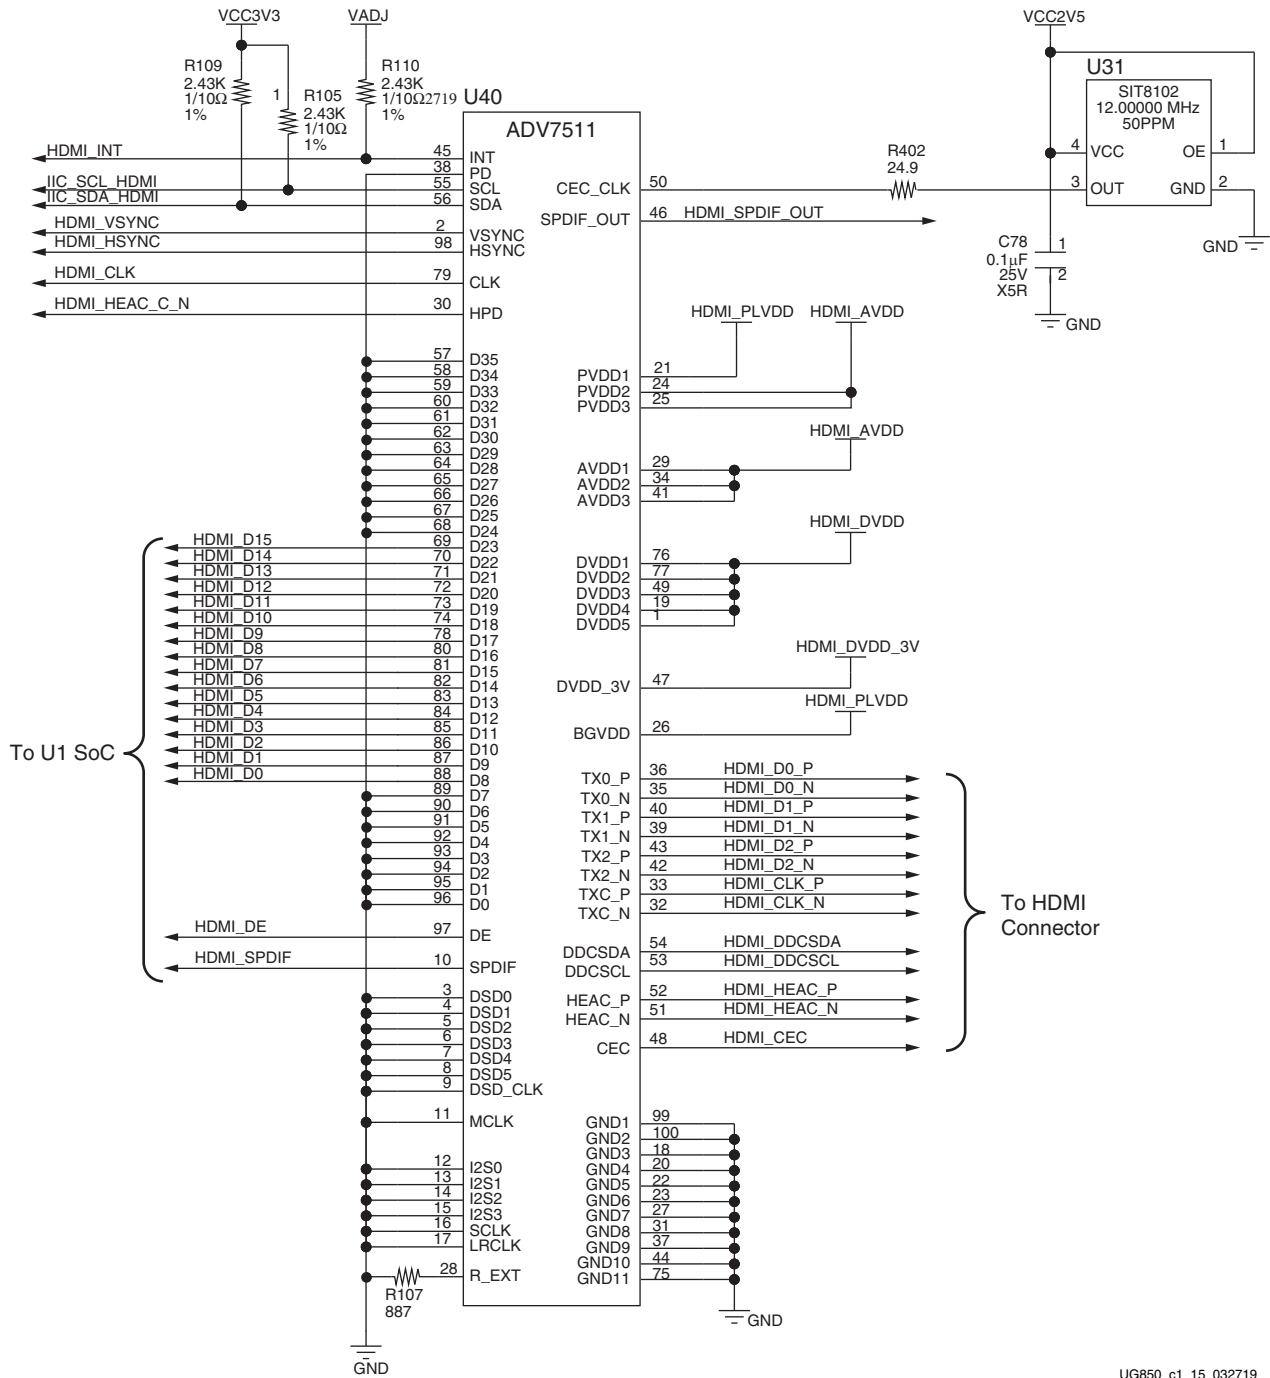 VCC3V3
VADJ
VCC2V5
R109
2.43K
1/10Ω
1%
1
R105
2.43K
1/10Ω
1%
R110
2.43K
1/10Ω2719
1%
U40
ADV7511
U31
SIT8102
12.00000 MHz
50PPM
4 VCC
OE 1
3 OUT
GND 2
GND
R402
24.9
C78
0.1µF
25V
X5R
1
2
GND
HDMI_INT 45 INT
38 PD
IIC_SCL_HDMI 55 SCL
IIC_SDA_HDMI 56 SDA
HDMI_VSYNC 2 VSYNC
HDMI_HSYNC 98 HSYNC
HDMI_CLK 79 CLK
HDMI_HEAC_C_N 30 HPD
57 D35
58 D34
59 D33
60 D32
61 D31
62 D30
63 D29
64 D28
65 D27
66 D26
67 D25
68 D24
HDMI_D15 69 D23
HDMI_D14 70 D22
HDMI_D13 71 D21
HDMI_D12 72 D20
HDMI_D11 73 D19
HDMI_D10 74 D18
HDMI_D9 78 D17
HDMI_D8 80 D16
HDMI_D7 81 D15
HDMI_D6 82 D14
HDMI_D5 83 D13
HDMI_D4 84 D12
HDMI_D3 85 D11
HDMI_D2 86 D10
HDMI_D1 87 D9
HDMI_D0 88 D8
To U1 SoC
89 D7
90 D6
91 D5
92 D4
93 D3
94 D2
95 D1
96 D0
HDMI_DE 97 DE
HDMI_SPDIF 10 SPDIF
3 DSD0
4 DSD1
5 DSD2
6 DSD3
7 DSD4
8 DSD5
9 DSD_CLK
11 MCLK
12 I2S0
13 I2S1
14 I2S2
15 I2S3
16 SCLK
17 LRCLK
28 R_EXT
R107
887
GND
CEC_CLK 50
SPDIF_OUT 46 HDMI_SPDIF_OUT
HDMI_PLVDD
HDMI_AVDD
PVDD1 21
PVDD2 24
PVDD3 25
HDMI_AVDD
AVDD1 29
AVDD2 34
AVDD3 41
HDMI_DVDD
DVDD1 76
DVDD2 77
DVDD3 49
DVDD4 19
DVDD5 1
HDMI_DVDD_3V
DVDD_3V 47
HDMI_PLVDD
BGVDD 26
TX0_P 36 HDMI_D0_P
TX0_N 35 HDMI_D0_N
TX1_P 40 HDMI_D1_P
TX1_N 39 HDMI_D1_N
TX2_P 43 HDMI_D2_P
TX2_N 42 HDMI_D2_N
TXC_P 33 HDMI_CLK_P
TXC_N 32 HDMI_CLK_N
DDCSDA 54 HDMI_DDCSDA
DDCSCL 53 HDMI_DDCSCL
HEAC_P 52 HDMI_HEAC_P
HEAC_N 51 HDMI_HEAC_N
CEC 48 HDMI_CEC
To HDMI
Connector
GND1 99
GND2 100
GND3 18
GND4 20
GND5 22
GND6 23
GND7 27
GND8 31
GND9 37
GND10 44
GND11 75
GND
UG850_c1_15_032719